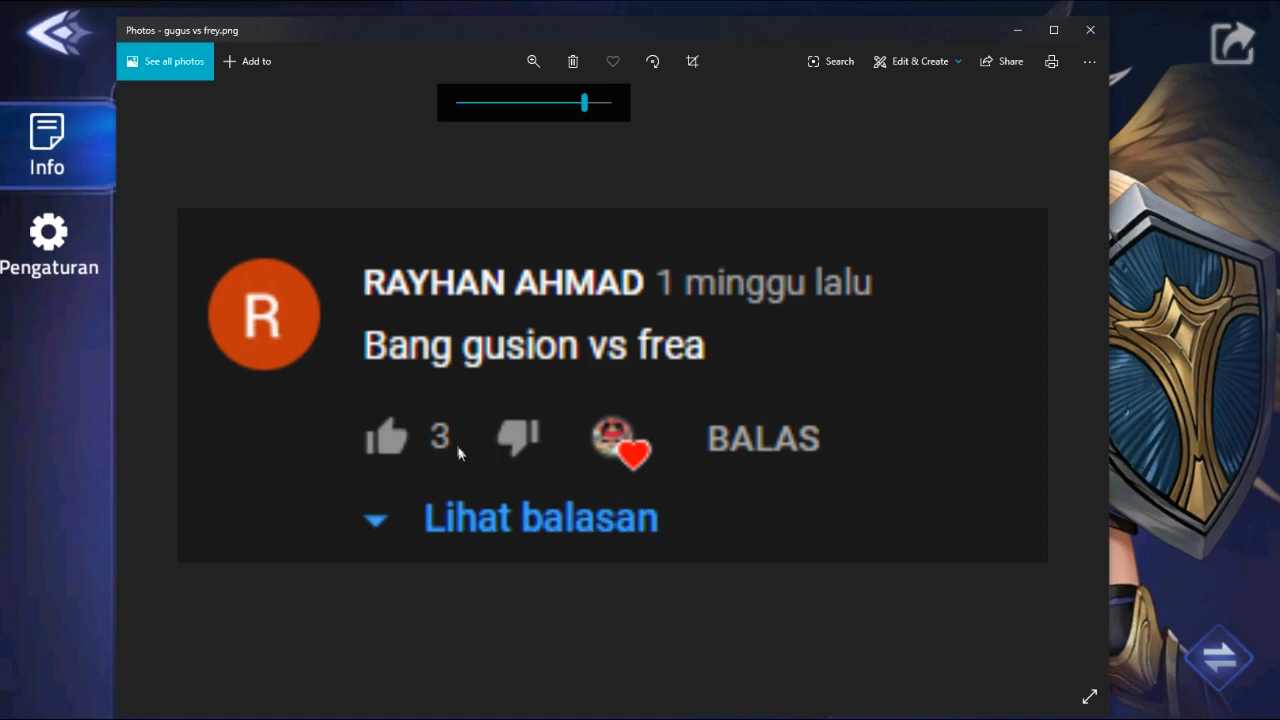 Photos - gugus vs frey.png
See all photos
Add to
Search
Edit & Create
Share
Info
Pengaturan
R
RAYHAN AHMAD 1 minggu lalu
Bang gusion vs frea
3
BALAS
Lihat balasan